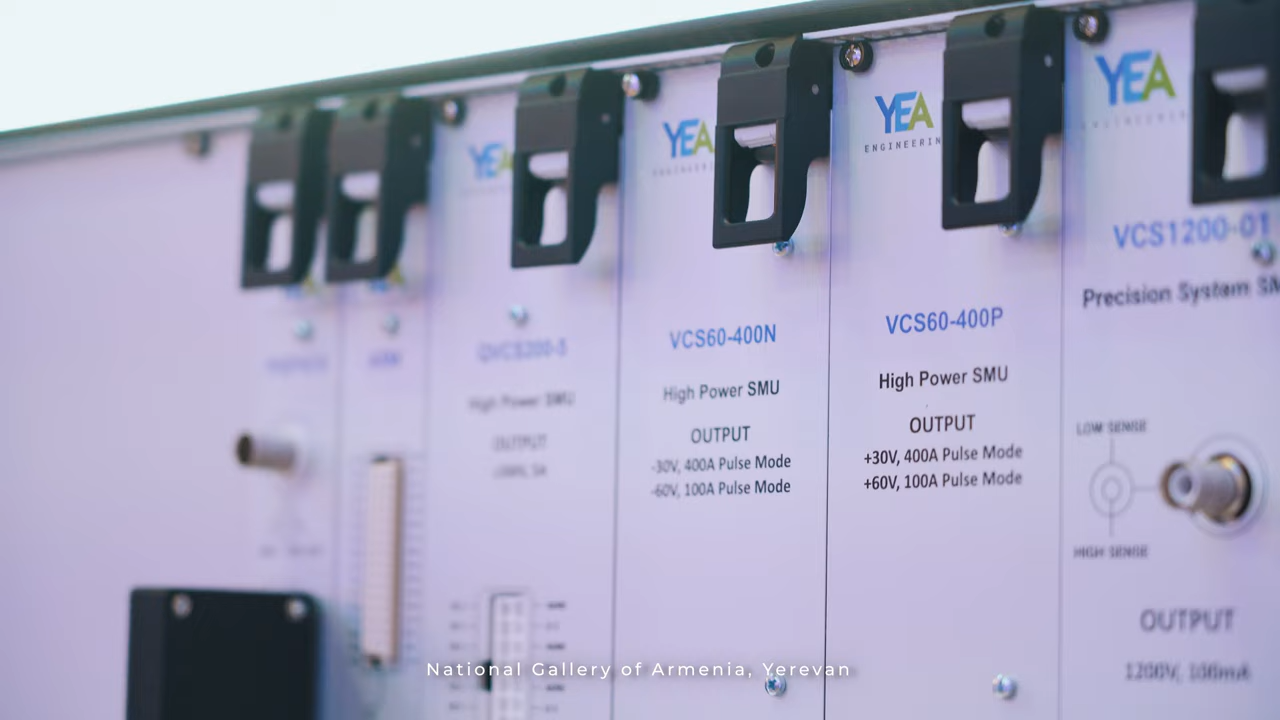 YEA
YEA
ENGINEERIN
YEA
ENGINEERIN
YEA
ENGINEERIN
VCS60-400N
High Power SMU
OUTPUT
-30V, 400A Pulse Mode
-60V, 100A Pulse Mode
VCS60-400P
High Power SMU
OUTPUT
+30V, 400A Pulse Mode
+60V, 100A Pulse Mode
VCS1200-01
Precision System SM
LOW SENSE
HIGH SENSE
OUTPUT
1200V, 100mA
High Power SMU
OUTPUT
National Gallery of Armenia, Yerevan